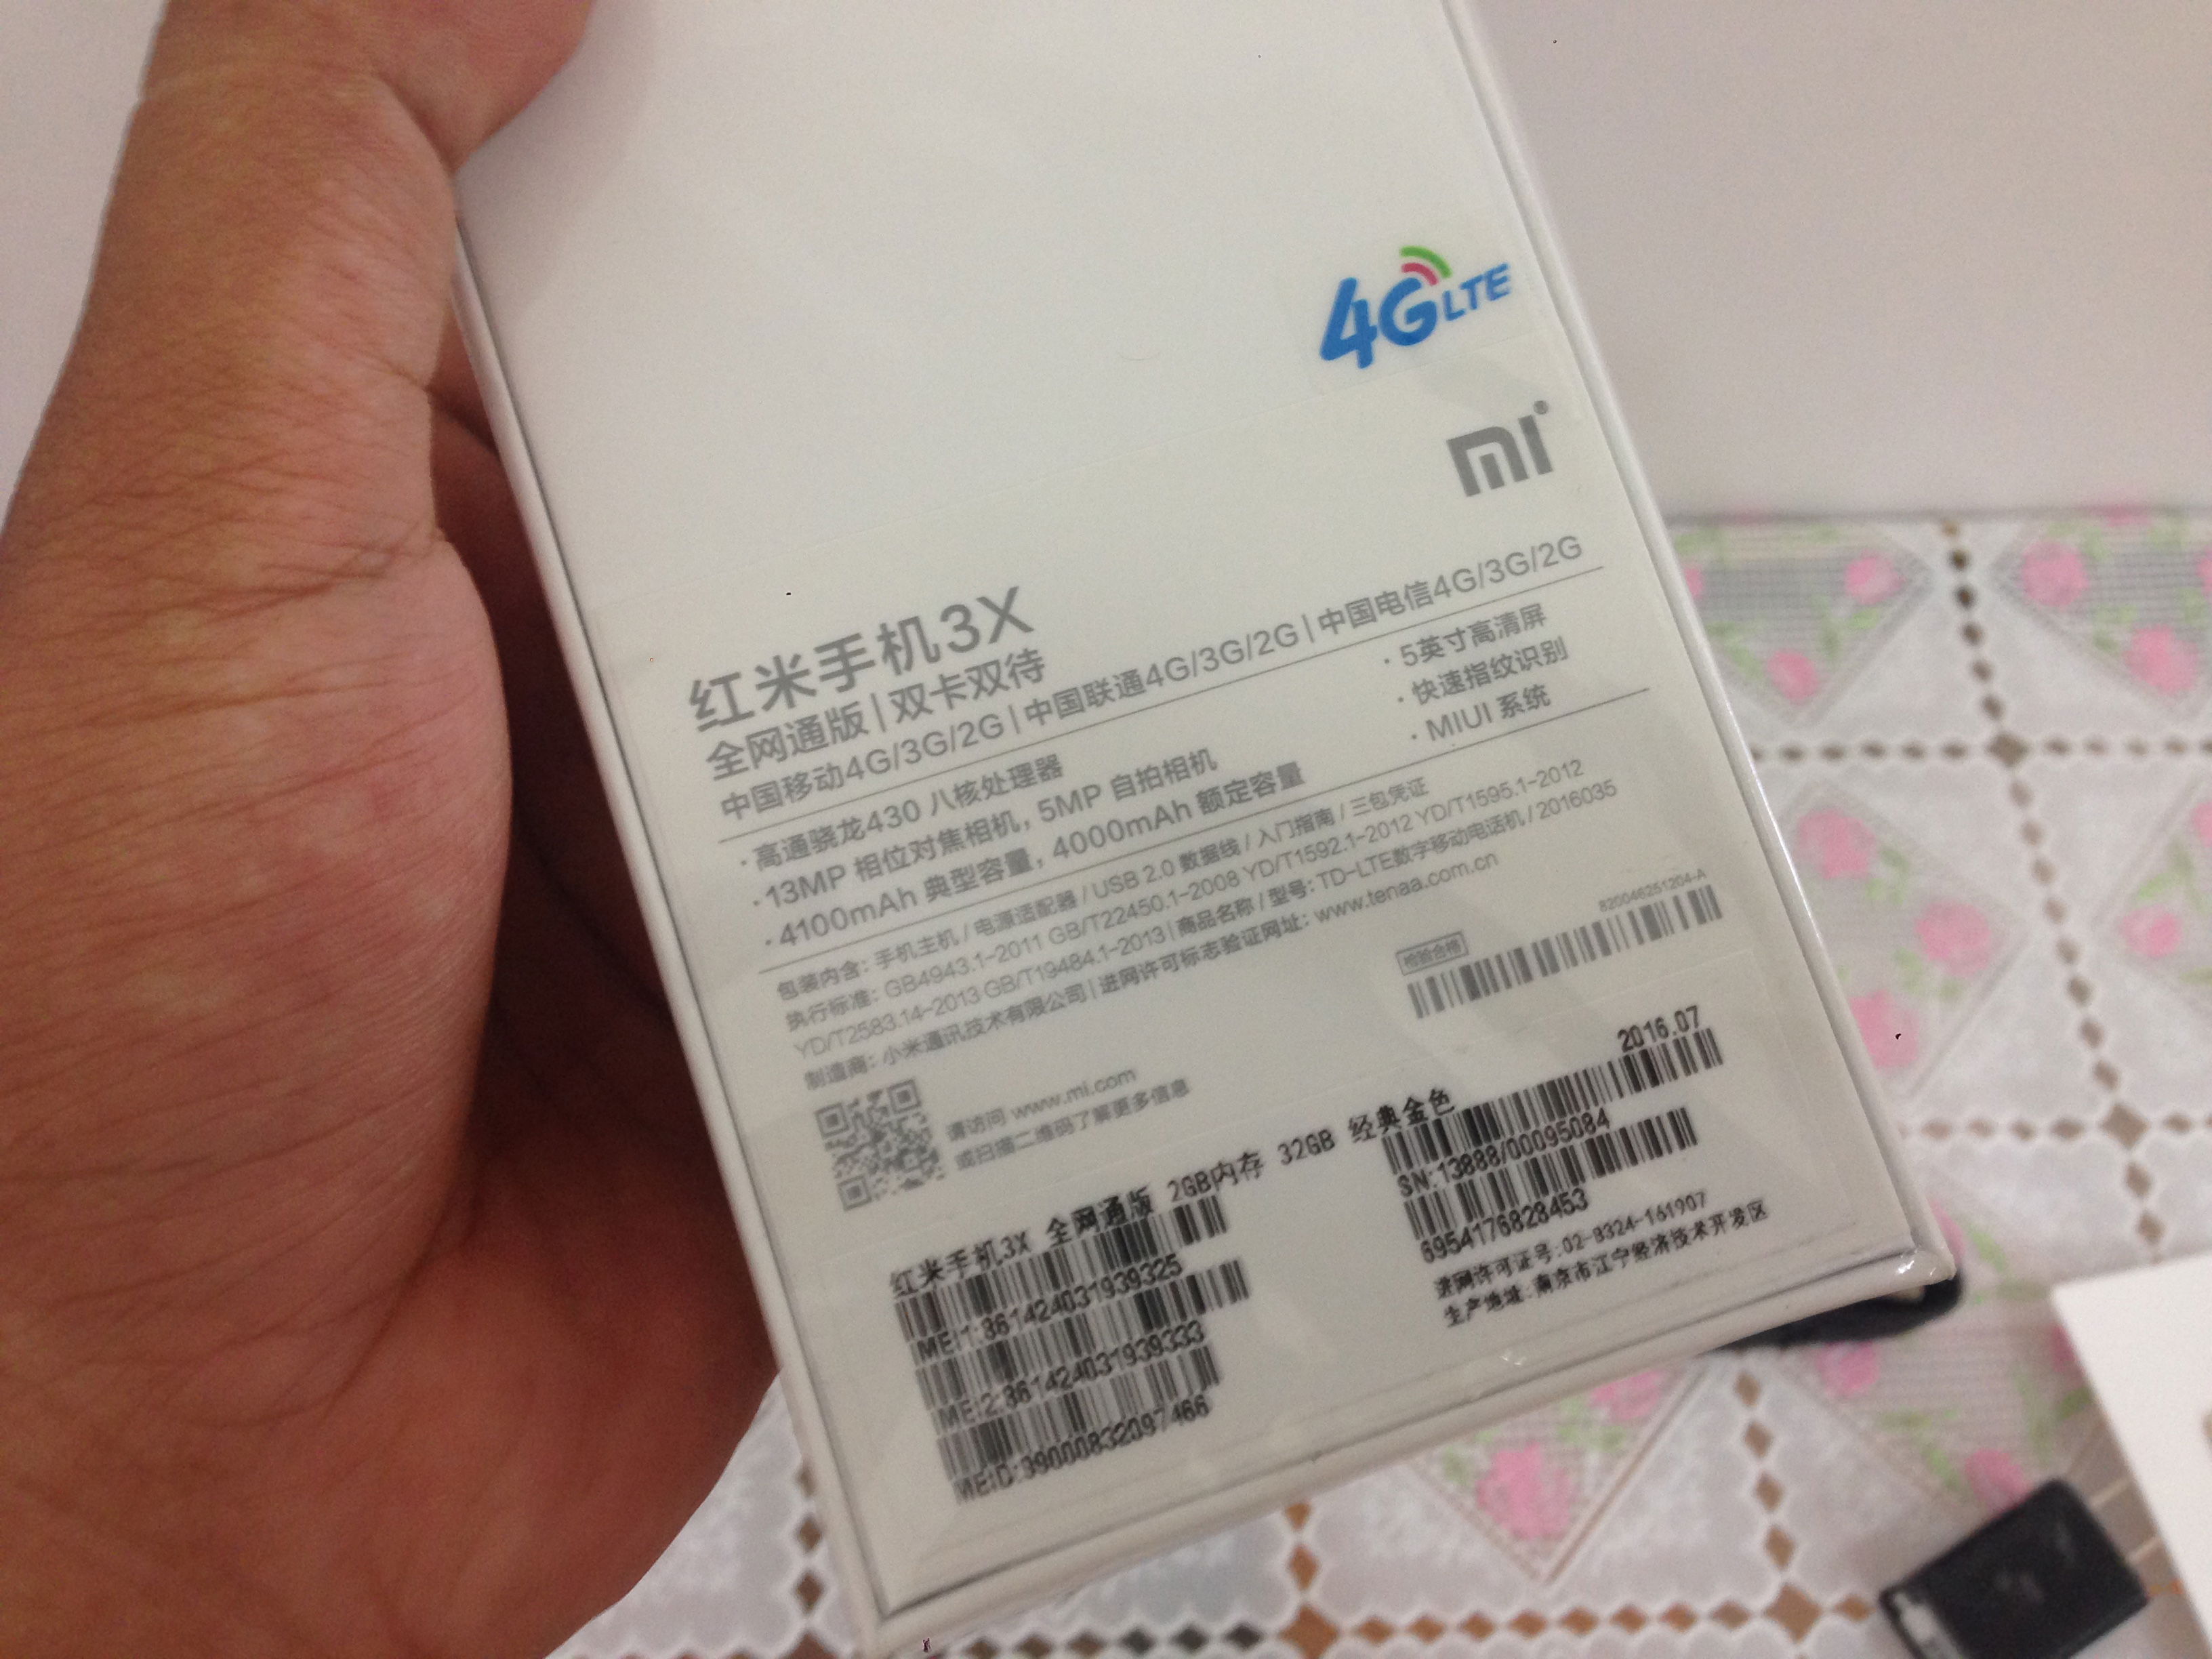 4G LTE
mi
红米手机3X
全网通版|双卡双待
中国移动4G/3G/2G|中国联通4G/3G/2G|中国电信4G/3G/2G
· 高通骁龙430 八核处理器
· 13MP 相位对焦相机，5MP 自拍相机
· 4100mAh 典型容量，4000mAh 额定容量
· 5英寸高清屏
· 快速指纹识别
· MIUI 系统
包装内含：手机主机 / 电源适配器 / USB 2.0 数据线 / 入门指南 / 三包凭证
执行标准：GB4943.1-2011 GB/T22450.1-2008 YD/T1592.1-2012 YD/T1595.1-2012
YD/T2583.14-2013 GB/T19484.1-2013|商品名称 / 型号：TD-LTE数字移动电话机 / 2016035
制造商：小米通讯技术有限公司|进网许可标志验证网址：www.tenaa.com.cn
请访问 www.mi.com
或扫描二维码了解更多信息
检验合格
820046251204-A
2016.07
红米手机3X 全网通版 2GB内存 32GB 经典金色
IMEI1:861424031939325
IMEI2:861424031939333
MEID:39000832097466
SN:13888/00095084
6954176828453
进网许可证号:02-B324-161907
生产地址:南京市江宁经济技术开发区